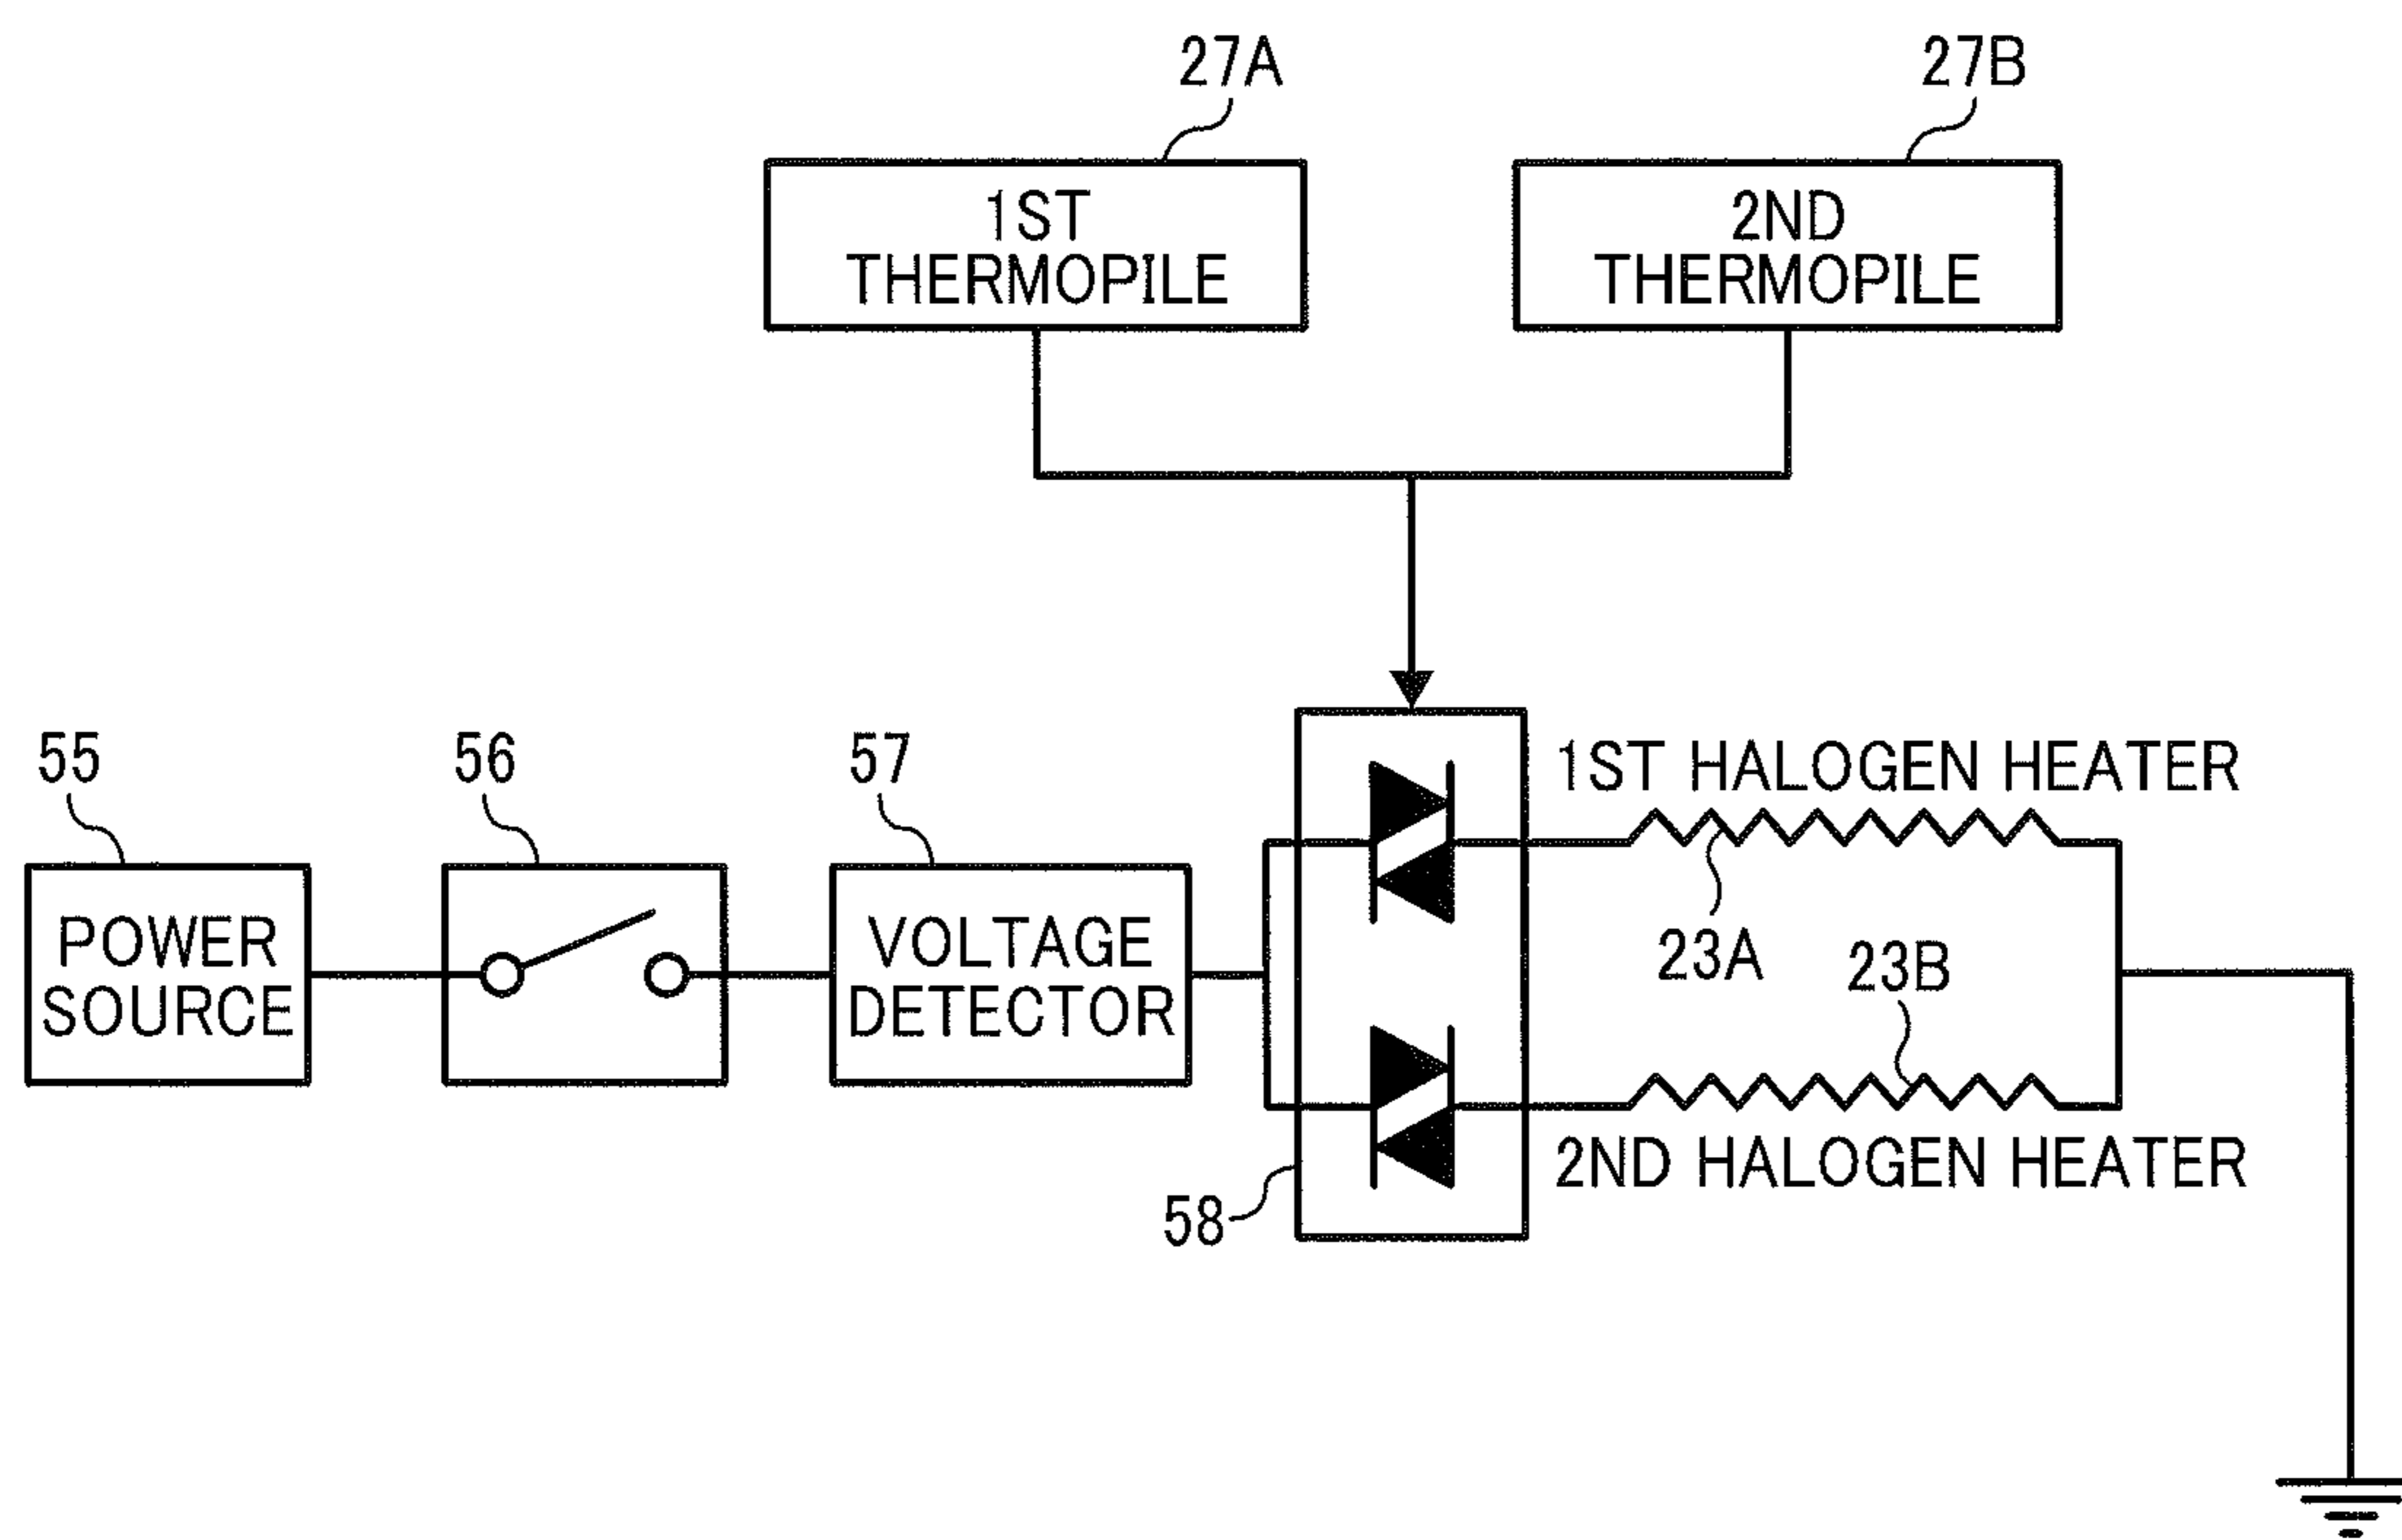 27A
27B
1ST
THERMOPILE
2ND
THERMOPILE
55
56
57
1ST HALOGEN HEATER
POWER
SOURCE
VOLTAGE
DETECTOR
23A
23B
2ND HALOGEN HEATER
58